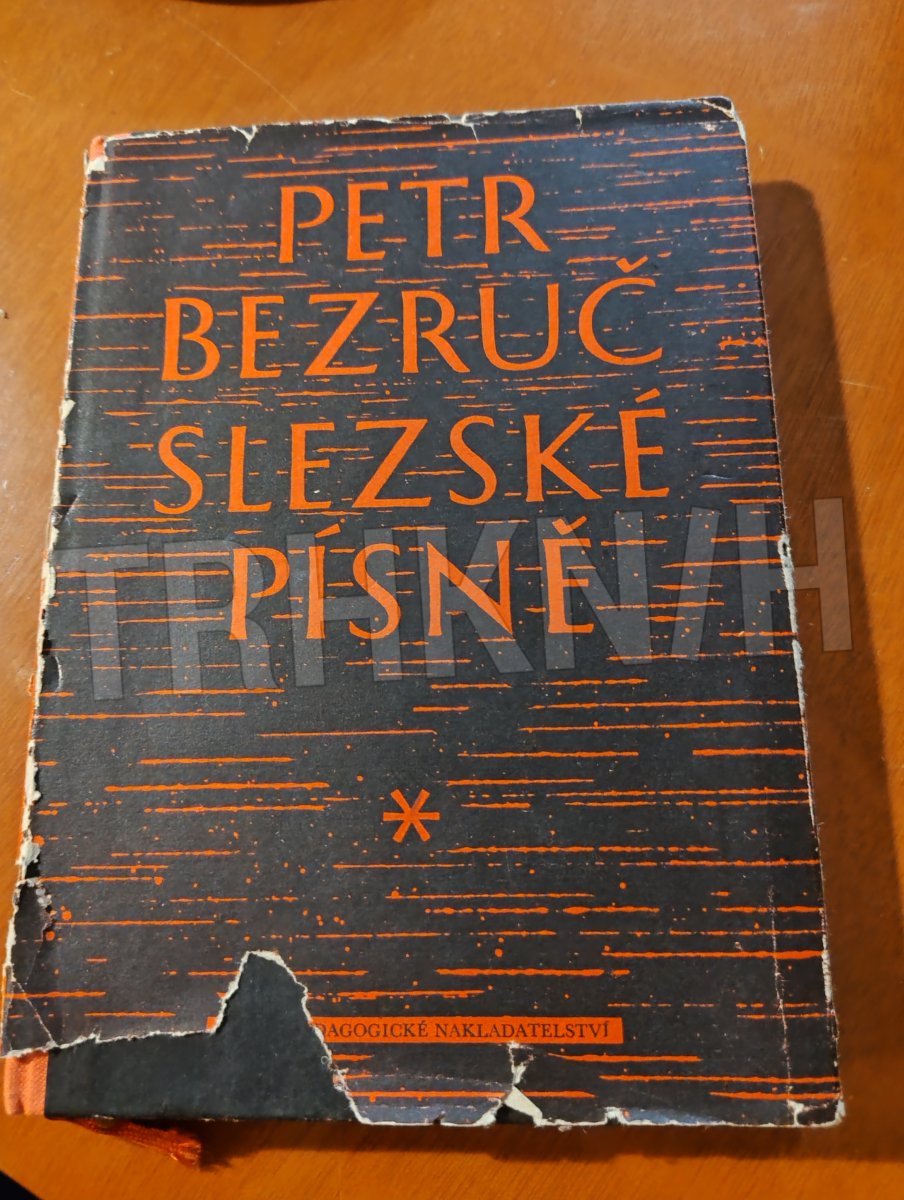 PETR
BEZRUČ
SLEZSKÉ
PÍSNĚ
TRHKNIH
*
DAGOGICKÉ NAKLADATELSTVÍ